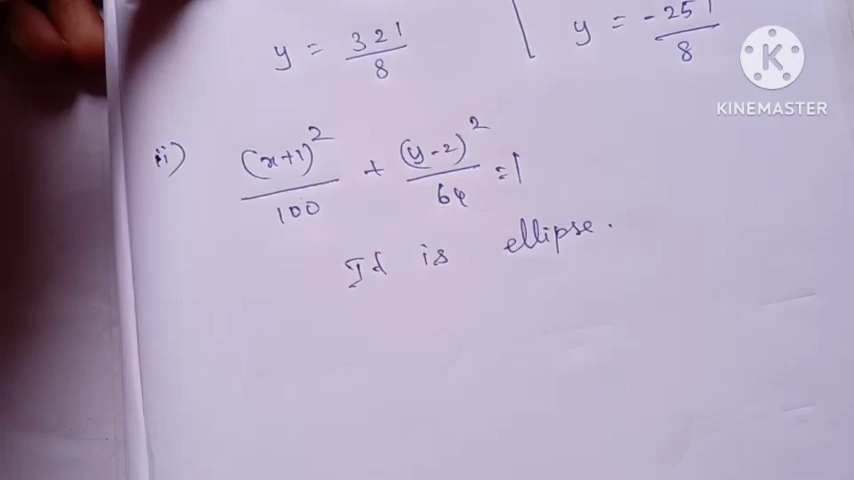 y = 321/8
y = -251/8
KINEMASTER
ii) (x+1)²/100 + (y-2)²/64 = 1
It is ellipse.